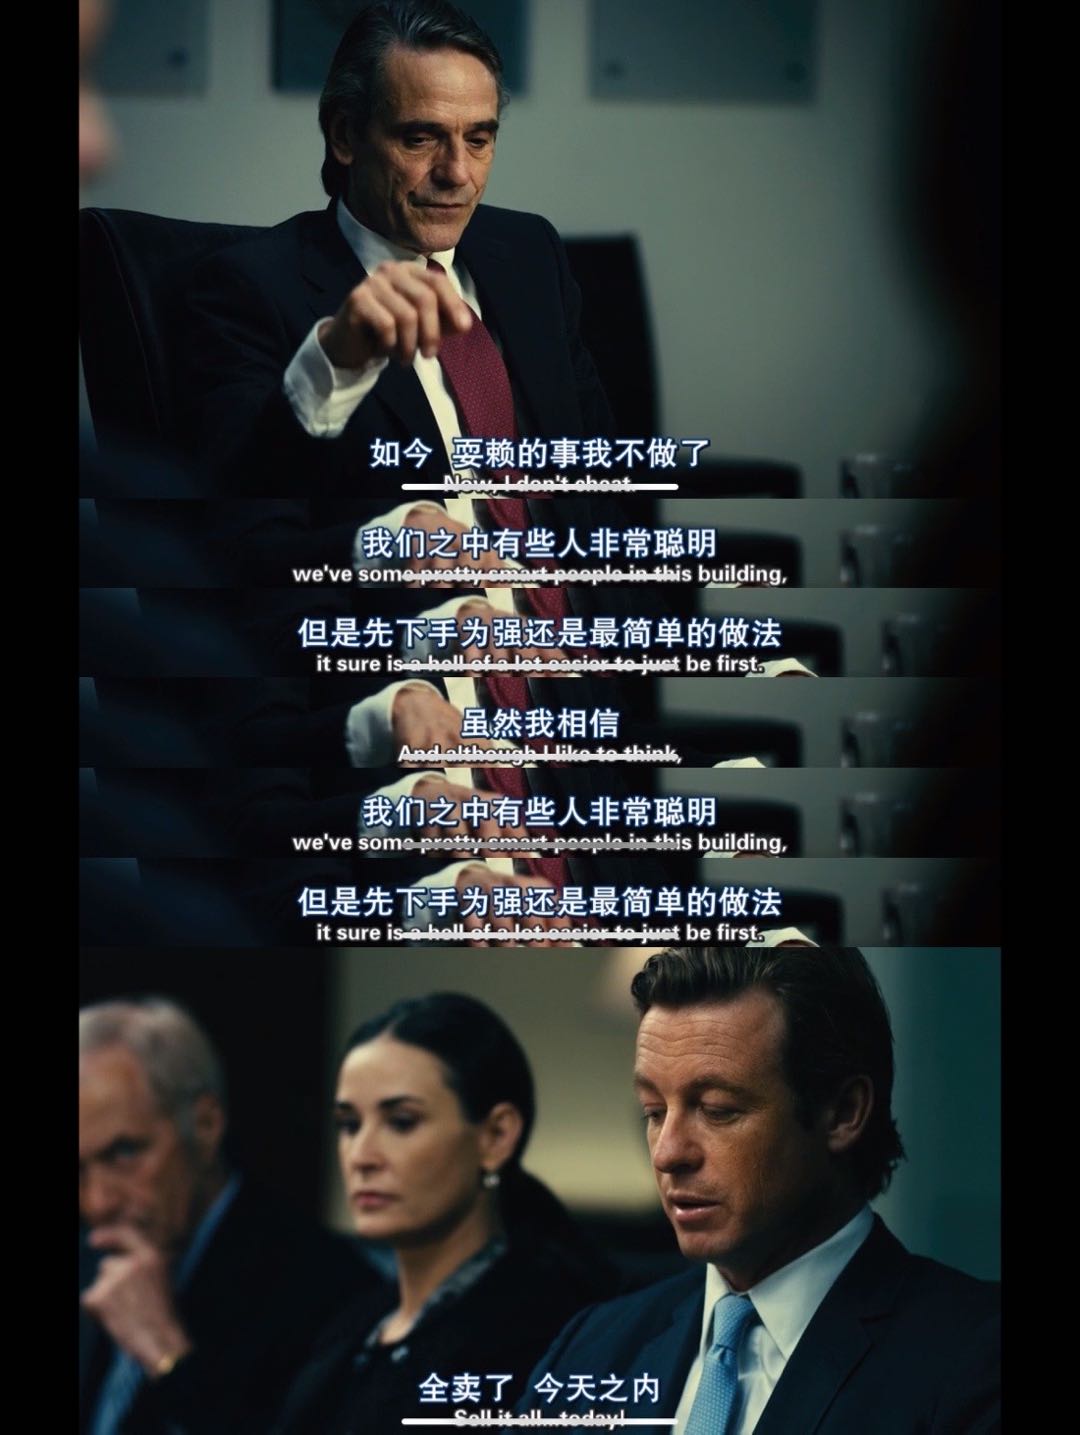 如今 耍赖的事我不做了
Now, I don't cheat.
我们之中有些人非常聪明
we've some pretty smart people in this building,
但是先下手为强还是最简单的做法
it sure is a hell of a lot easier to just be first.
虽然我相信
And although I like to think,
我们之中有些人非常聪明
we've some pretty smart people in this building,
但是先下手为强还是最简单的做法
it sure is a hell of a lot easier to just be first.
全卖了 今天之内
Sell it all...today!